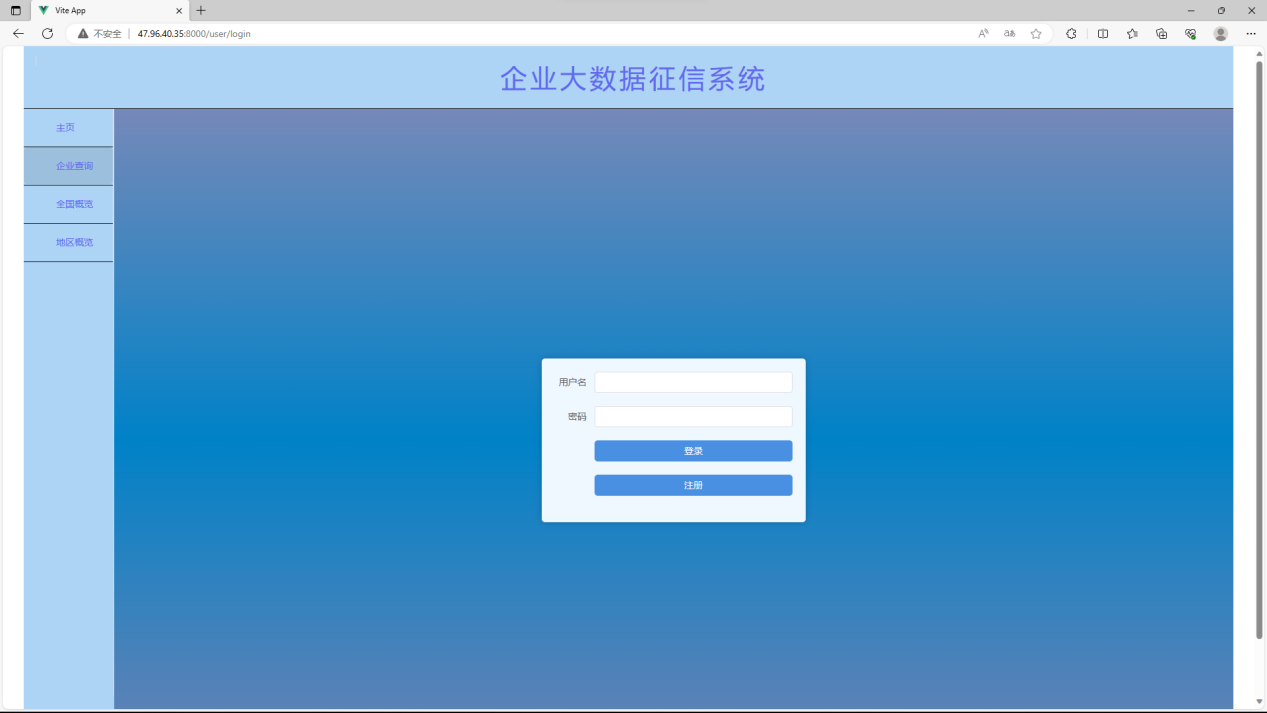 Vite App
不安全 47.96.40.35:8000/user/login
企业大数据征信系统
主页
企业查询
全国概览
地区概览
用户名
密码
登录
注册